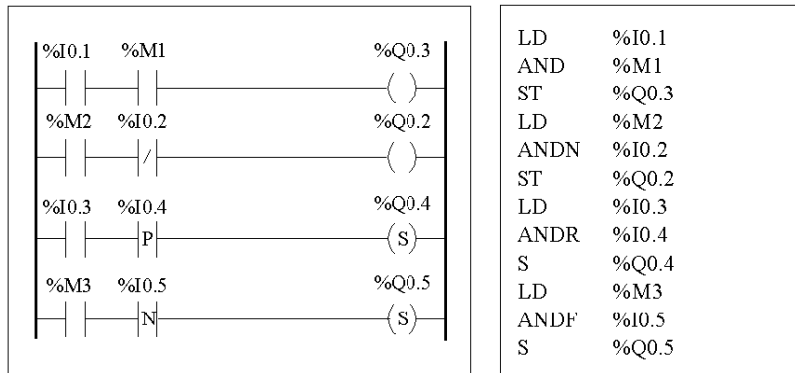 %I0.1 %M1 %Q0.3
%M2 %I0.2 %Q0.2
/
%I0.3 %I0.4 %Q0.4
P S
%M3 %I0.5 %Q0.5
N S
LD %I0.1
AND %M1
ST %Q0.3
LD %M2
ANDN %I0.2
ST %Q0.2
LD %I0.3
ANDR %I0.4
S %Q0.4
LD %M3
ANDF %I0.5
S %Q0.5